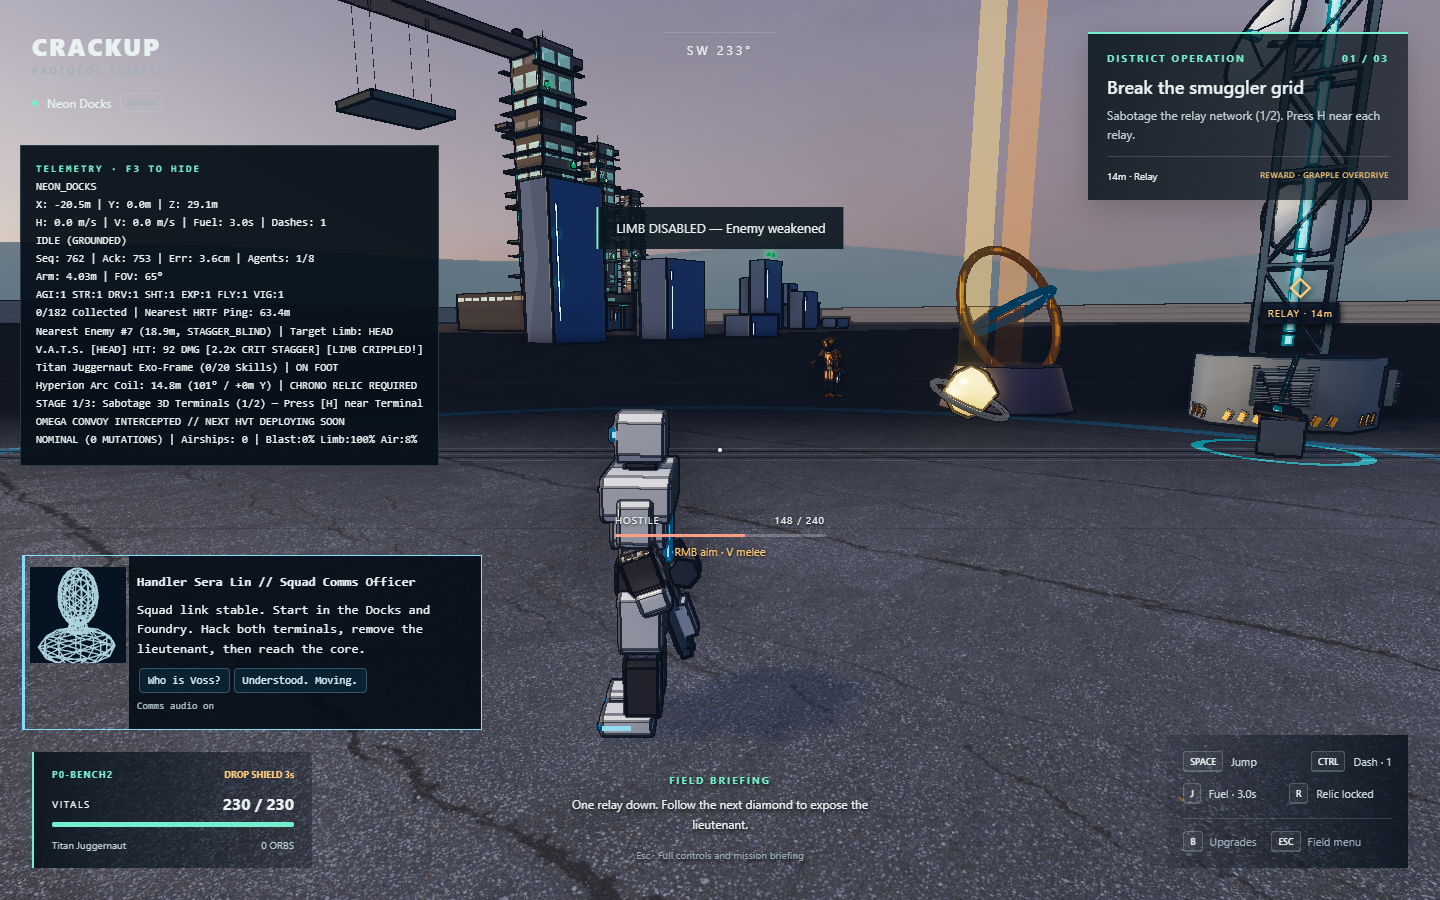 CRACKUP
PROTOCOL ECLIPSE
Neon Docks ALPHA
SW 233°
DISTRICT OPERATION 01 / 03
Break the smuggler grid
Sabotage the relay network (1/2). Press H near each
relay.
14m · Relay REWARD · GRAPPLE OVERDRIVE
TELEMETRY · F3 TO HIDE
NEON_DOCKS
X: -20.5m | Y: 0.0m | Z: 29.1m
H: 0.0 m/s | V: 0.0 m/s | Fuel: 3.0s | Dashes: 1
IDLE (GROUNDED)
Seq: 762 | Ack: 753 | Err: 3.6cm | Agents: 1/8
Arm: 4.03m | FOV: 65°
AGI:1 STR:1 DRV:1 SHT:1 EXP:1 FLY:1 VIG:1
0/182 Collected | Nearest HRTF Ping: 63.4m
Nearest Enemy #7 (18.9m, STAGGER_BLIND) | Target Limb: HEAD
V.A.T.S. [HEAD] HIT: 92 DMG [2.2x CRIT STAGGER] [LIMB CRIPPLED!]
Titan Juggernaut Exo-Frame (0/20 Skills) | ON FOOT
Hyperion Arc Coil: 14.8m (101° / +0m Y) | CHRONO RELIC REQUIRED
STAGE 1/3: Sabotage 3D Terminals (1/2) — Press [H] near Terminal
OMEGA CONVOY INTERCEPTED // NEXT HVT DEPLOYING SOON
NOMINAL (0 MUTATIONS) | Airships: 0 | Blast:0% Limb:100% Air:8%
LIMB DISABLED — Enemy weakened
RELAY · 14m
HOSTILE 148 / 240
RMB aim · V melee
Handler Sera Lin // Squad Comms Officer
Squad link stable. Start in the Docks and
Foundry. Hack both terminals, remove the
lieutenant, then reach the core.
Who is Voss? Understood. Moving.
Comms audio on
P0-BENCH2 DROP SHIELD 3s
VITALS 230 / 230
Titan Juggernaut 0 ORBS
FIELD BRIEFING
One relay down. Follow the next diamond to expose the
lieutenant.
Esc · Full controls and mission briefing
SPACE Jump CTRL Dash · 1
J Fuel · 3.0s R Relic locked
B Upgrades ESC Field menu